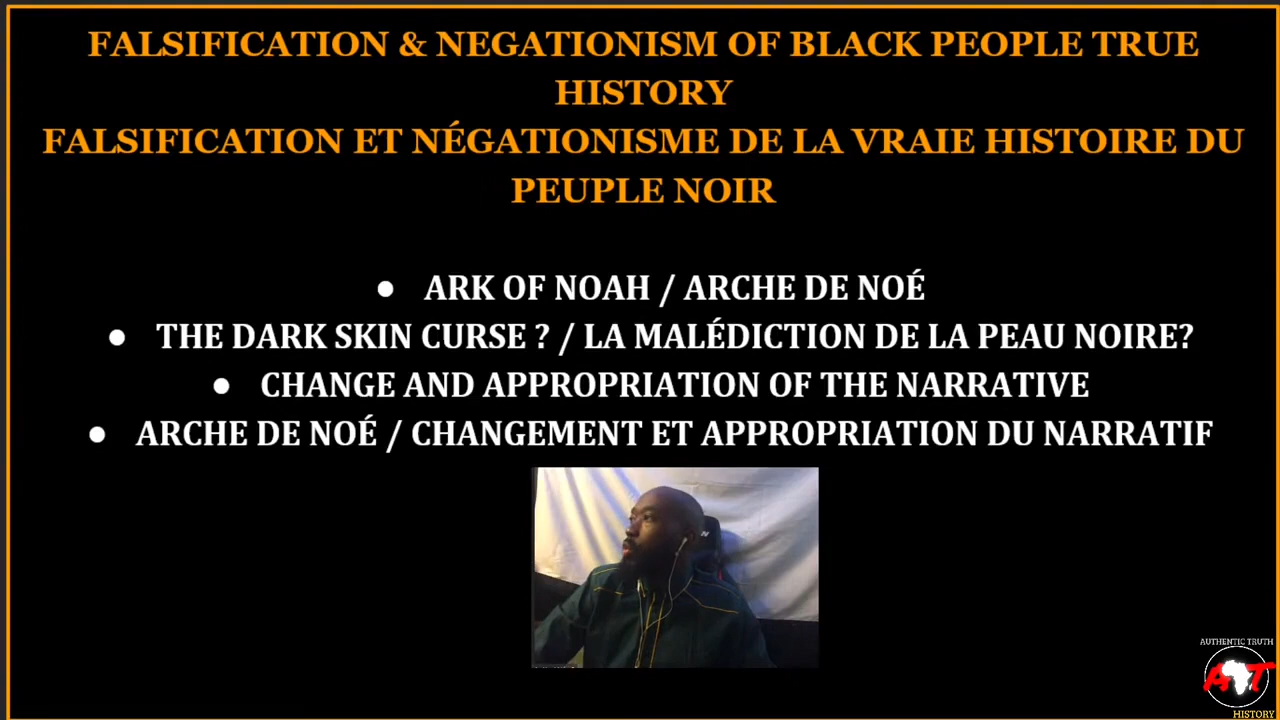 FALSIFICATION & NEGATIONISM OF BLACK PEOPLE TRUE
HISTORY
FALSIFICATION ET NÉGATIONISME DE LA VRAIE HISTOIRE DU
PEUPLE NOIR
● ARK OF NOAH / ARCHE DE NOÉ
● THE DARK SKIN CURSE ? / LA MALÉDICTION DE LA PEAU NOIRE?
● CHANGE AND APPROPRIATION OF THE NARRATIVE
● ARCHE DE NOÉ / CHANGEMENT ET APPROPRIATION DU NARRATIF
AUTHENTIC TRUTH
AT
HISTORY